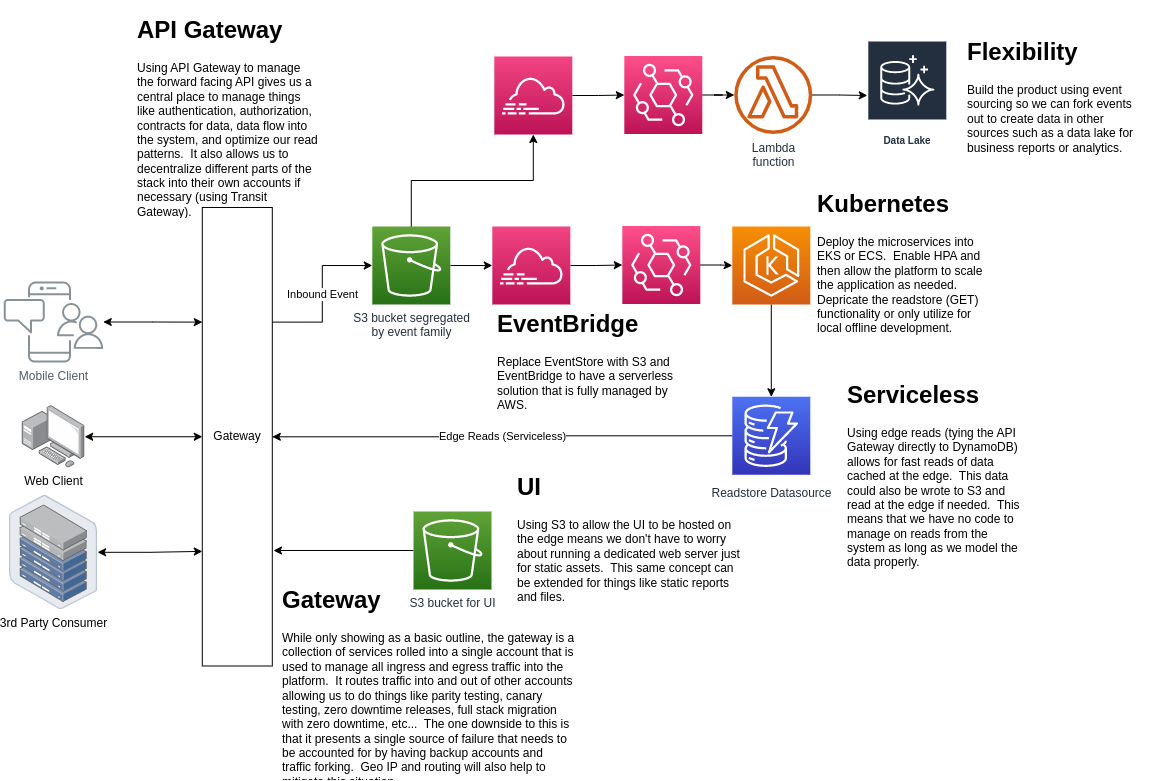 API Gateway
Using API Gateway to manage
the forward facing API gives us a
central place to manage things
like authentication, authorization,
contracts for data, data flow into
the system, and optimize our read
patterns.  It also allows us to
decentralize different parts of the
stack into their own accounts if
necessary (using Transit
Gateway).
Lambda
function
Data Lake
Flexibility
Build the product using event
sourcing so we can fork events
out to create data in other
sources such as a data lake for
business reports or analytics.
Inbound Event
S3 bucket segregated
by event family
EventBridge
Replace EventStore with S3 and
EventBridge to have a serverless
solution that is fully managed by
AWS.
Kubernetes
Deploy the microservices into
EKS or ECS.  Enable HPA and
then allow the platform to scale
the application as needed.
Depricate the readstore (GET)
functionality or only utilize for
local offline development.
Mobile Client
Web Client
3rd Party Consumer
Gateway
Edge Reads (Serviceless)
Readstore Datasource
Serviceless
Using edge reads (tying the API
Gateway directly to DynamoDB)
allows for fast reads of data
cached at the edge.  This data
could also be wrote to S3 and
read at the edge if needed.  This
means that we have no code to
manage on reads from the
system as long as we model the
data properly.
UI
Using S3 to allow the UI to be hosted on
the edge means we don't have to worry
about running a dedicated web server just
for static assets.  This same concept can
be extended for things like static reports
and files.
S3 bucket for UI
Gateway
While only showing as a basic outline, the gateway is a
collection of services rolled into a single account that is
used to manage all ingress and egress traffic into the
platform.  It routes traffic into and out of other accounts
allowing us to do things like parity testing, canary
testing, zero downtime releases, full stack migration
with zero downtime, etc...  The one downside to this is
that it presents a single source of failure that needs to
be accounted for by having backup accounts and
traffic forking.  Geo IP and routing will also help to